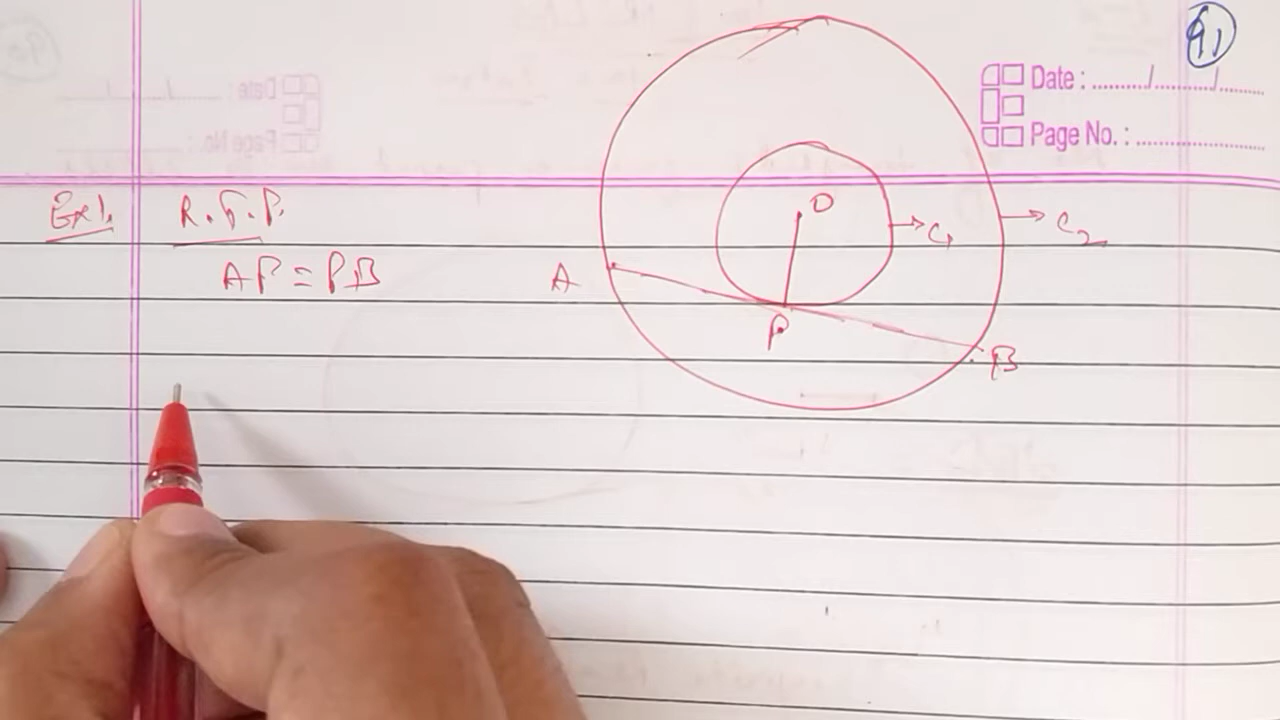 91
Date : ........../........../..........
Page No. : ....................
Ex1. R.T.P.
AP = PB
O
C1
C2
A
P
B